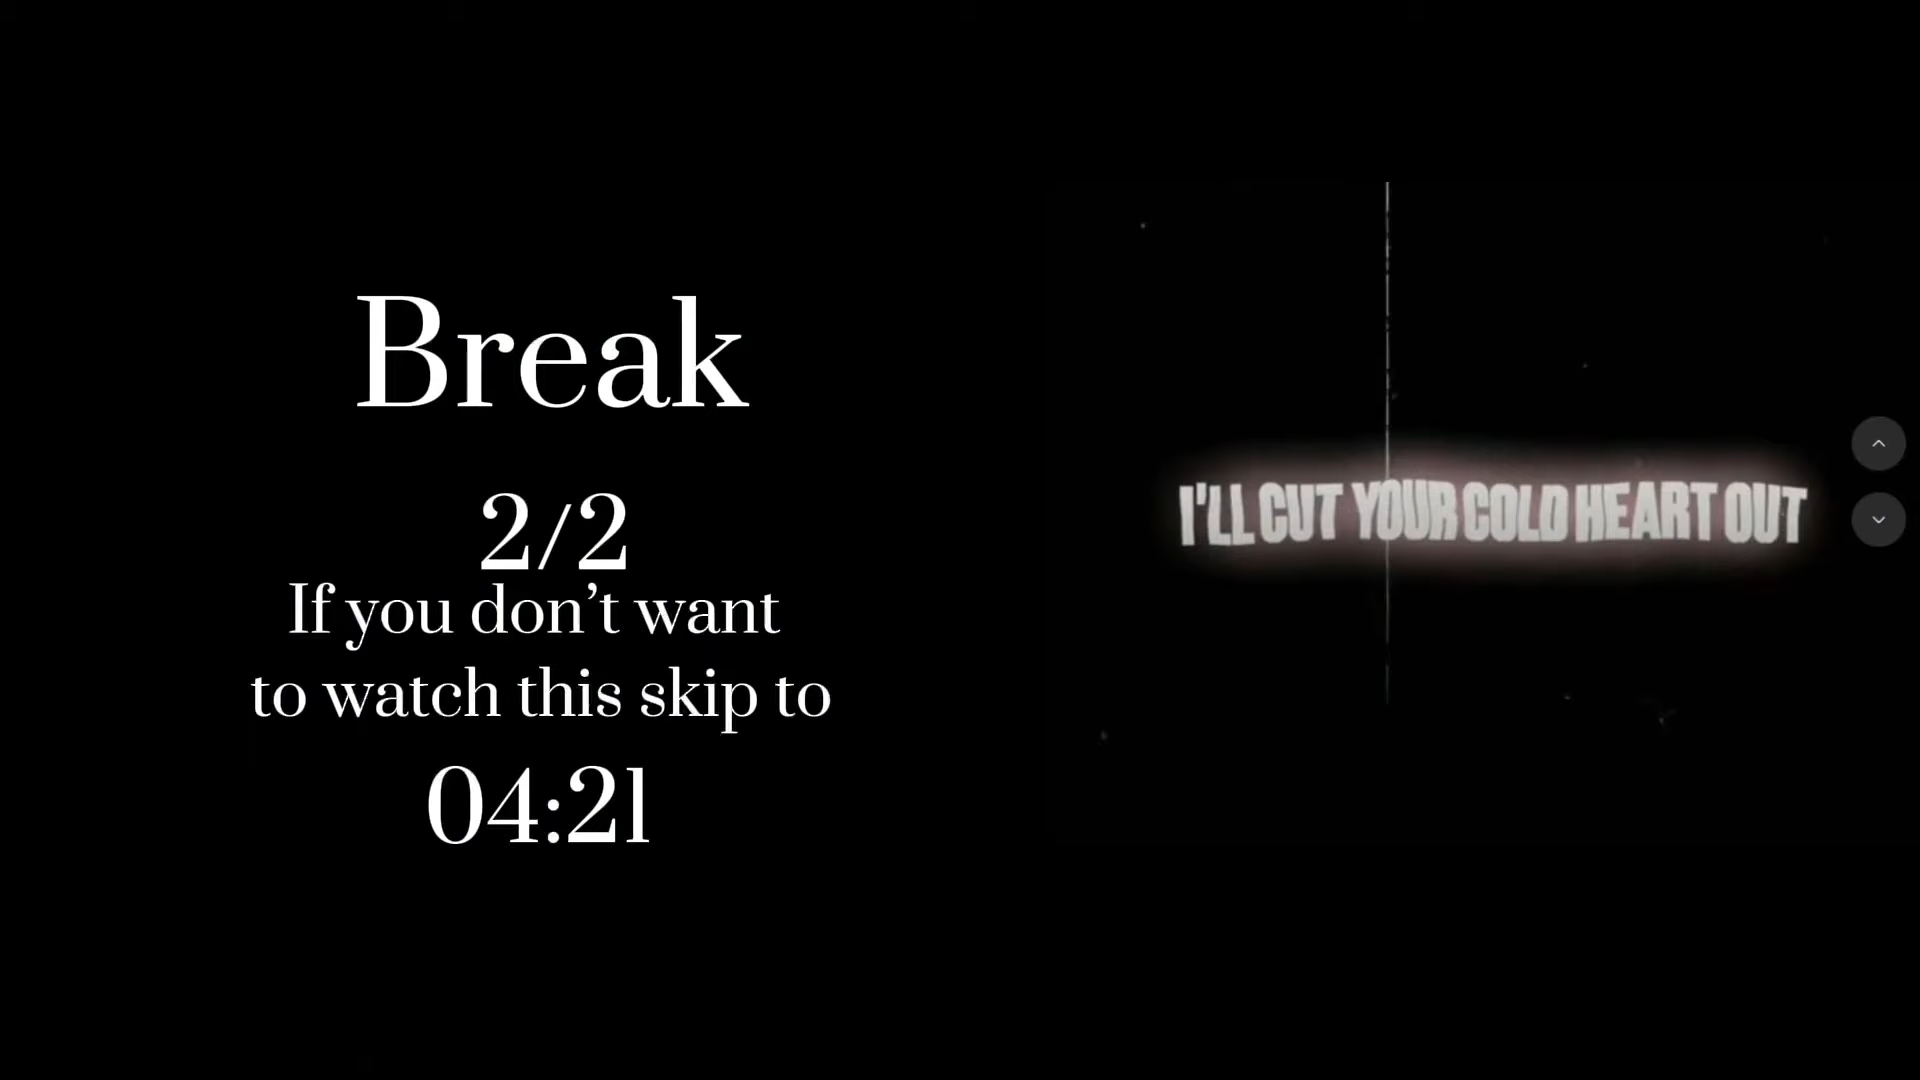 Break
2/2
If you don’t want
to watch this skip to
04:21
I'LL CUT YOUR COLD HEART OUT